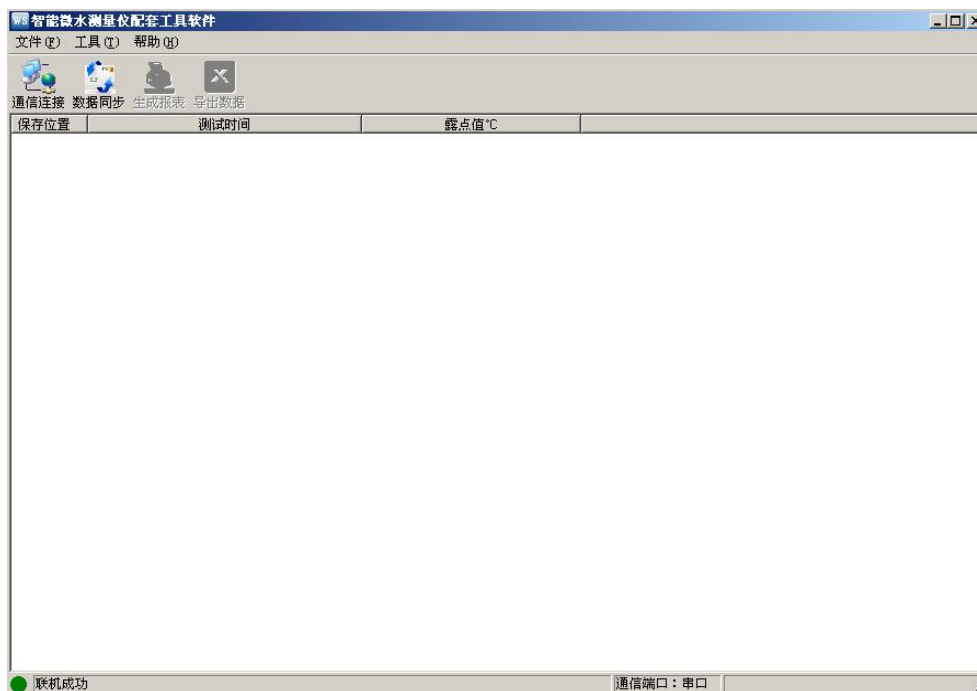 WS 智能微水测量仪配套工具软件
文件(F) 工具(T) 帮助(H)
通信连接 数据同步 生成报表 导出数据
保存位置 测试时间 露点值℃
联机成功 通信端口：串口